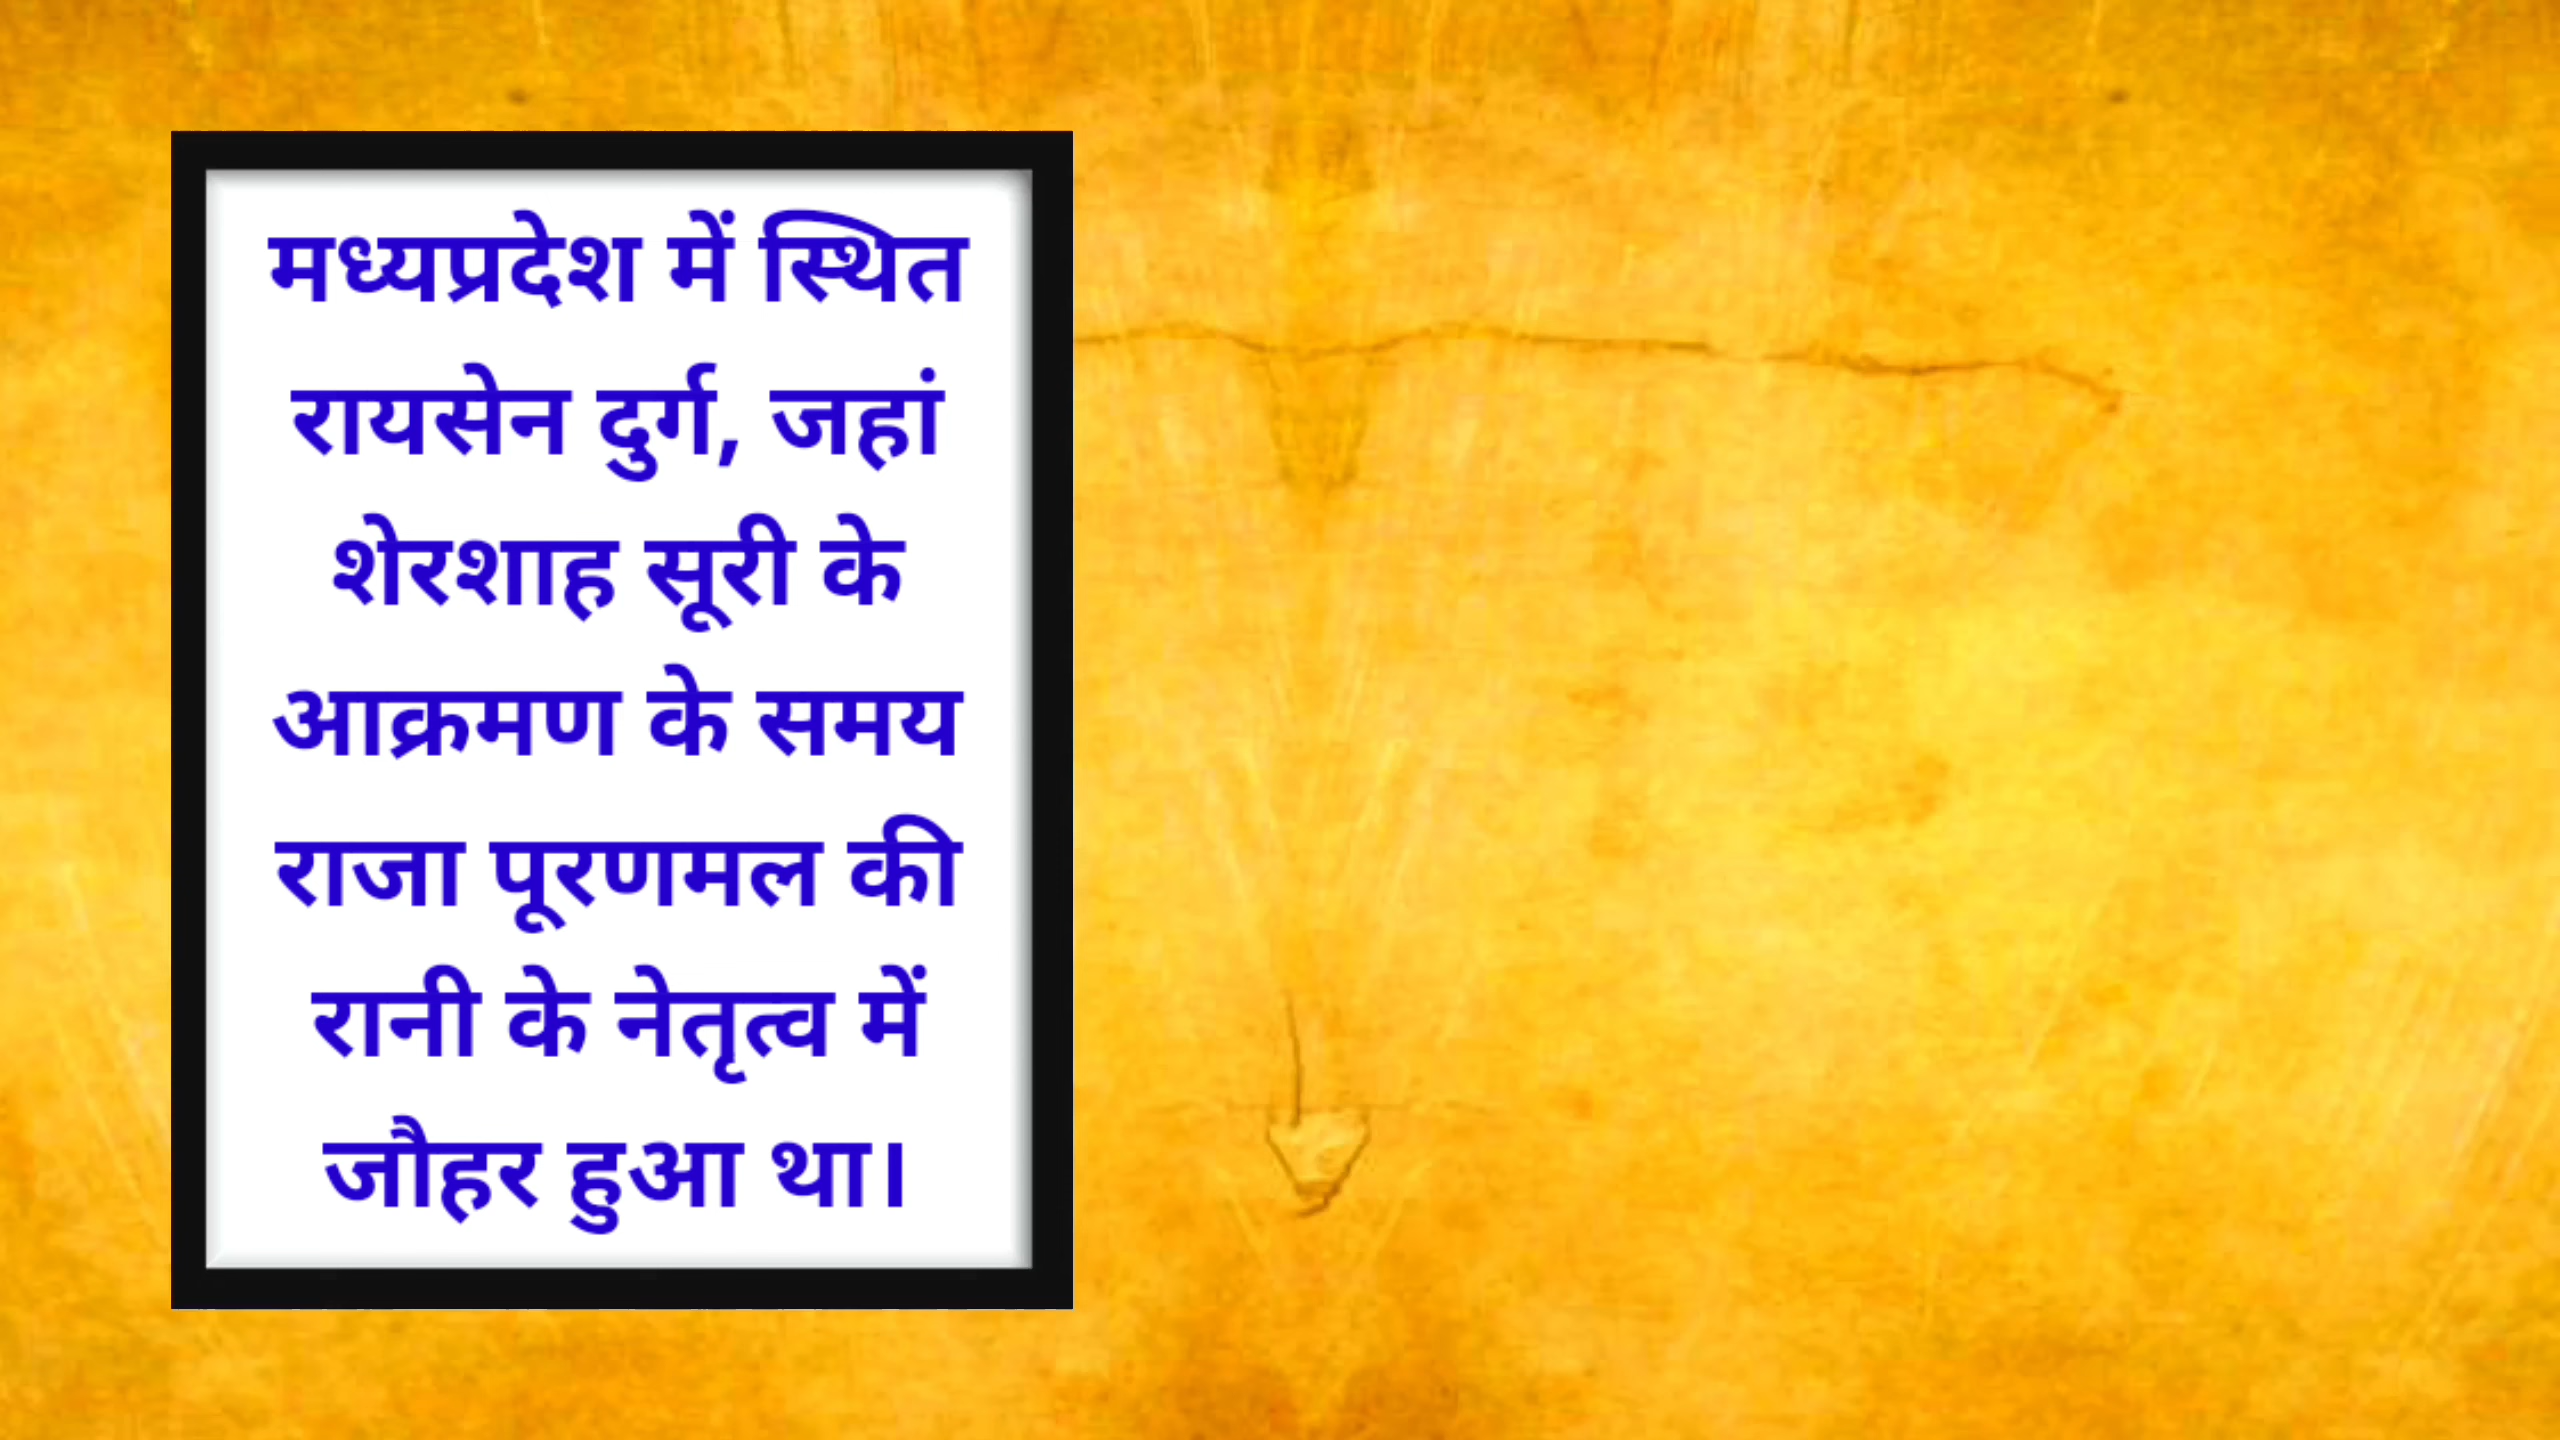 मध्यप्रदेश में स्थित
रायसेन दुर्ग, जहां
शेरशाह सूरी के
आक्रमण के समय
राजा पूरणमल की
रानी के नेतृत्व में
जौहर हुआ था।